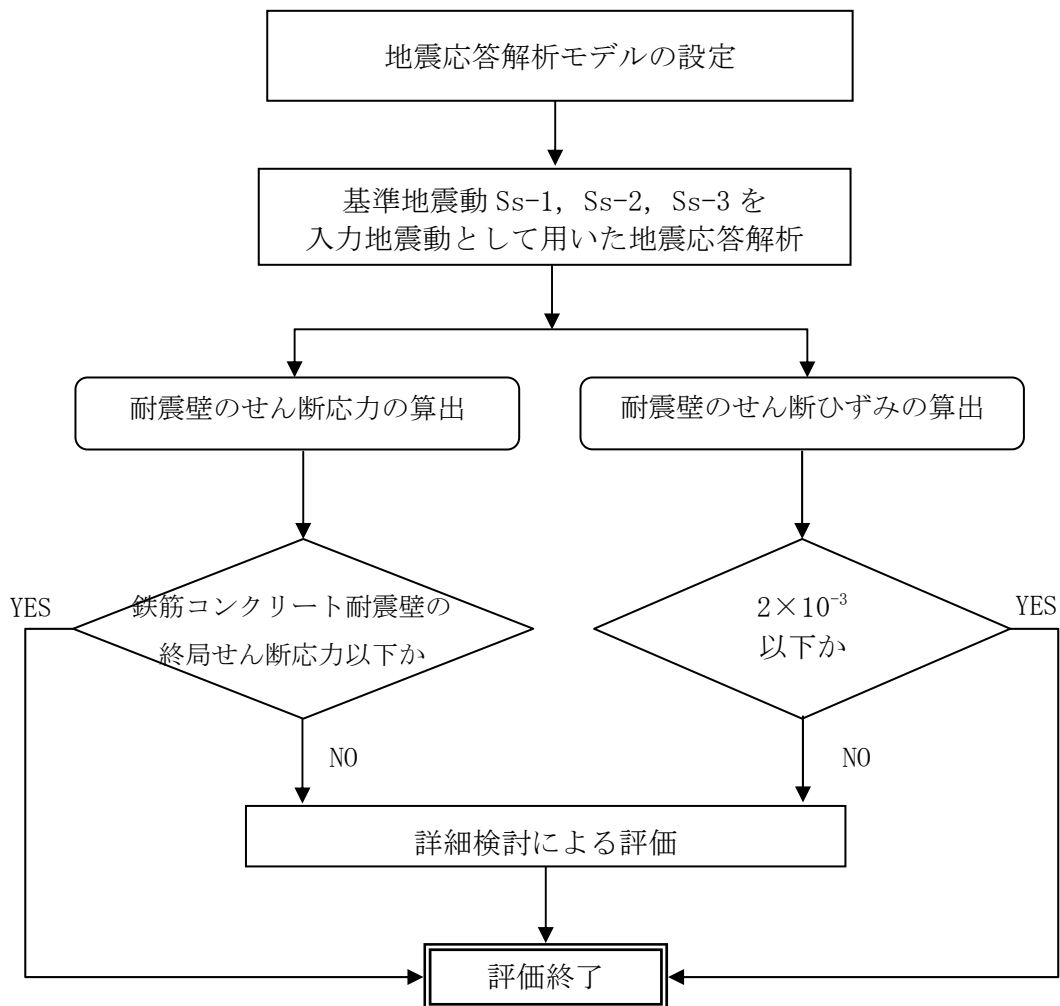 地震応答解析モデルの設定
基準地震動 Ss-1, Ss-2, Ss-3 を
入力地震動として用いた地震応答解析
耐震壁のせん断応力の算出
耐震壁のせん断ひずみの算出
YES
鉄筋コンクリート耐震壁の
終局せん断応力以下か
2×10⁻³
以下か
YES
NO
NO
詳細検討による評価
評価終了